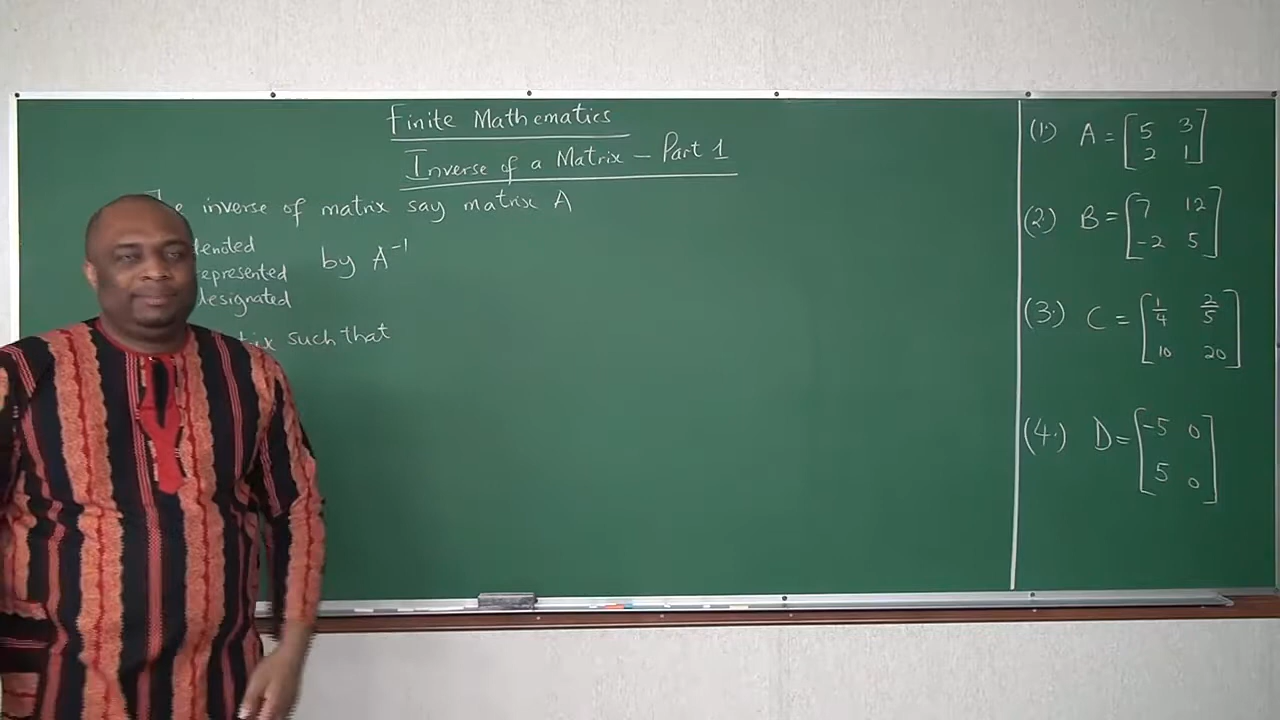 Finite Mathematics
Inverse of a Matrix – Part 1
inverse of matrix say matrix A
denoted
represented by A⁻¹
designated
such that
(1.) A = [5 3
2 1]
(2.) B = [7 12
-2 5]
(3.) C = [1/4 2/5
10 20]
(4.) D = [-5 0
5 0]